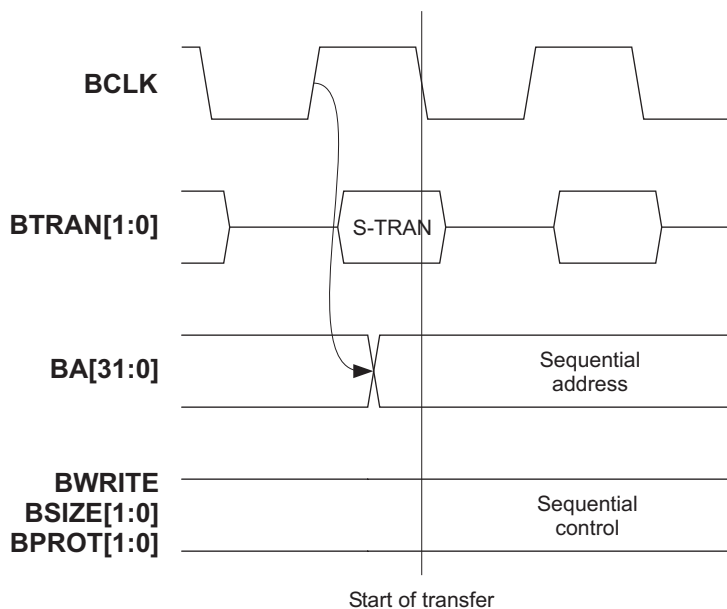 BCLK
BTRAN[1:0]
S-TRAN
BA[31:0]
Sequential
address
BWRITE
BSIZE[1:0]
BPROT[1:0]
Sequential
control
Start of transfer